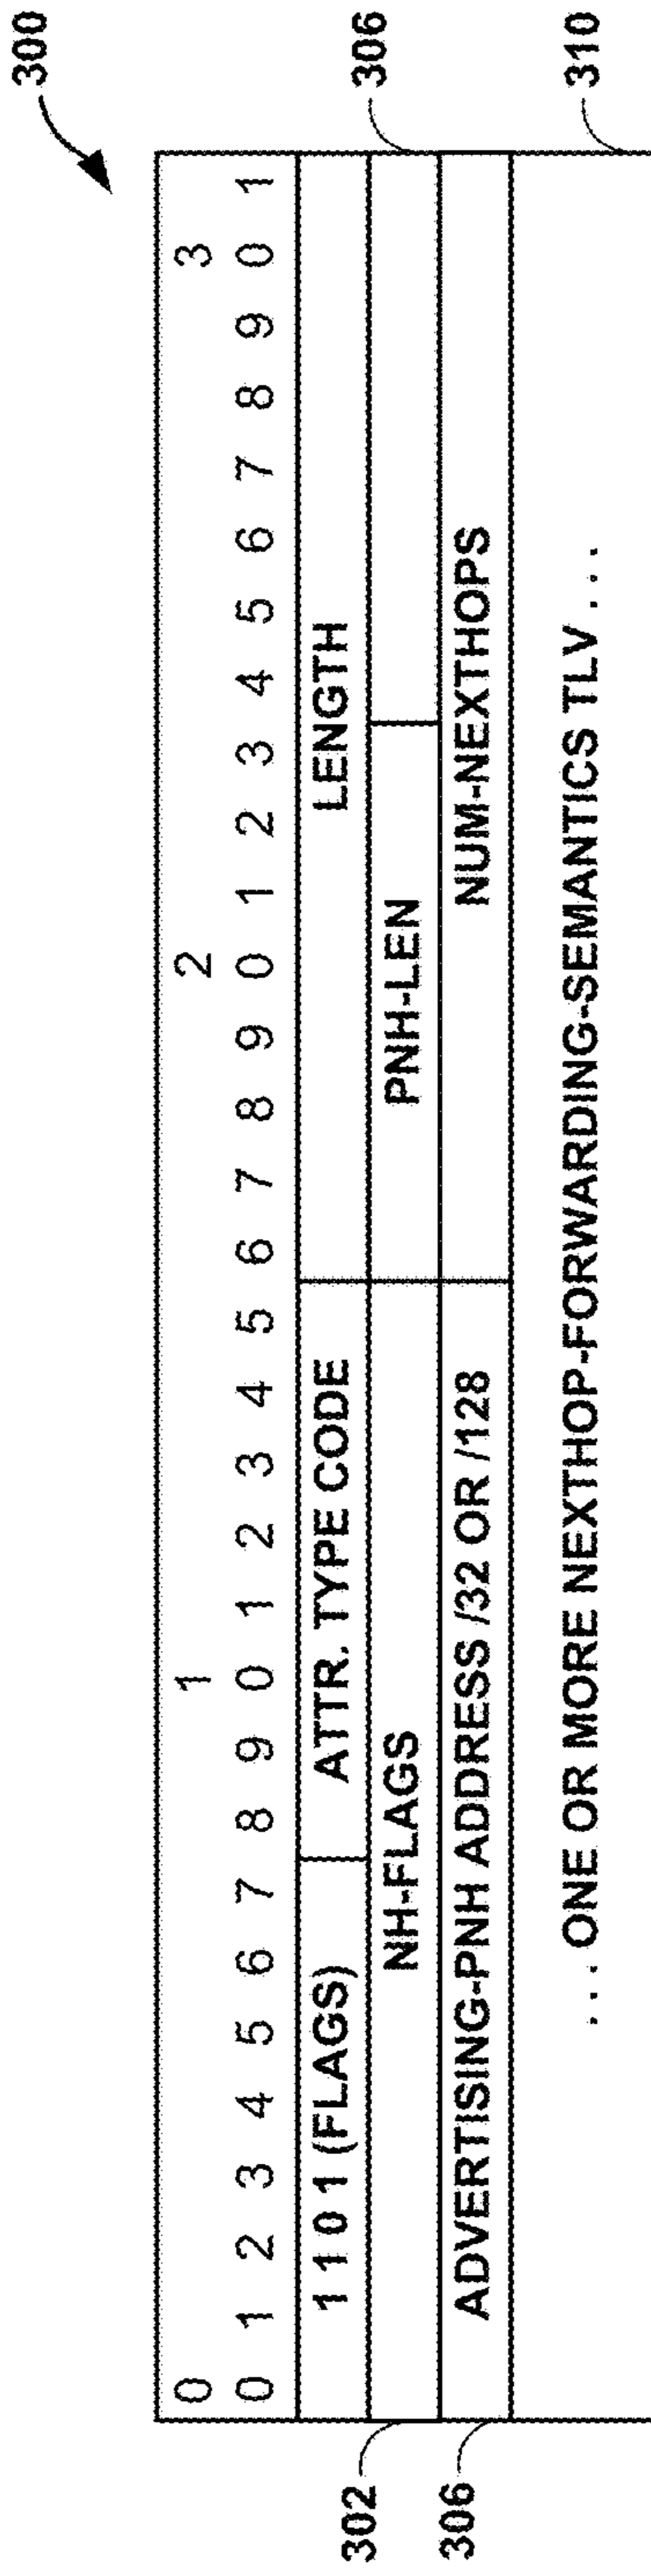 300
0 1 2 3
0 1 2 3 4 5 6 7 8 9 0 1 2 3 4 5 6 7 8 9 0 1 2 3 4 5 6 7 8 9 0 1
1 1 0 1 (FLAGS) ATTR. TYPE CODE LENGTH
302 NH-FLAGS PNH-LEN 306
306 ADVERTISING-PNH ADDRESS /32 OR /128 NUM-NEXTHOPS
... ONE OR MORE NEXTHOP-FORWARDING-SEMANTICS TLV ... 310